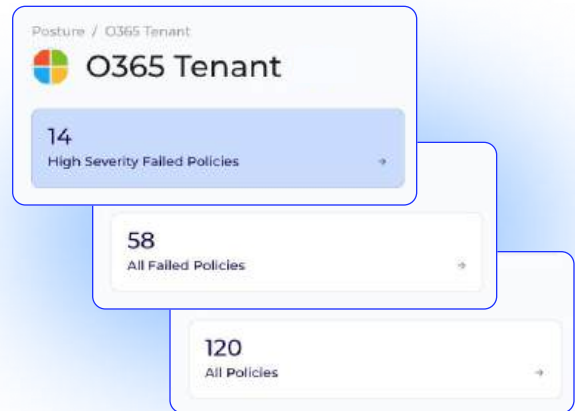 Posture / O365 Tenant
O365 Tenant
14
High Severity Failed Policies
58
All Failed Policies
120
All Policies